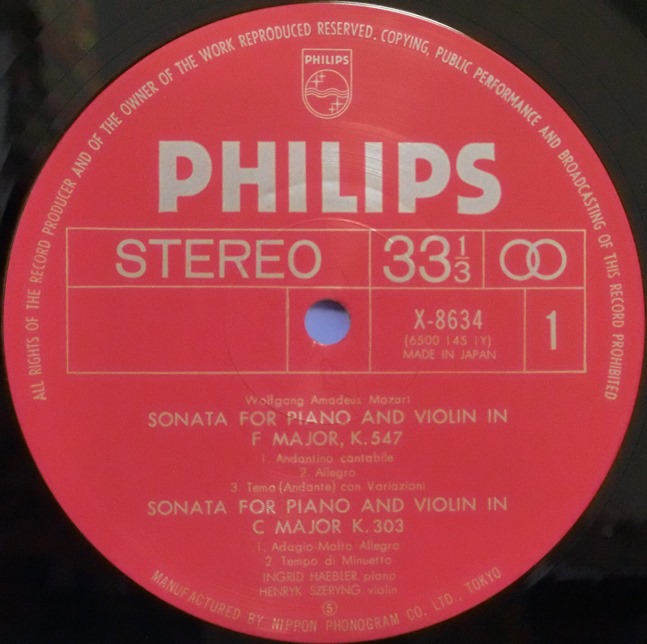 ALL RIGHTS OF THE RECORD PRODUCER AND OF THE OWNER OF THE WORK REPRODUCED RESERVED. COPYING, PUBLIC PERFORMANCE AND BROADCASTING OF THIS RECORD PROHIBITED
PHILIPS
PHILIPS
STEREO 33 1/3
X-8634 1
(6500 145 1Y)
MADE IN JAPAN
Wolfgang Amadeus Mozart
SONATA FOR PIANO AND VIOLIN IN
F MAJOR, K.547
1. Andantino cantabile
2. Allegro
3. Tema (Andante) con Variazioni
SONATA FOR PIANO AND VIOLIN IN
C MAJOR K.303
1. Adagio-Molto Allegro
2. Tempo di Minuetto
INGRID HAEBLER, piano
HENRYK SZERYNG violin
⑤
MANUFACTURED BY NIPPON PHONOGRAM CO. LTD., TOKYO